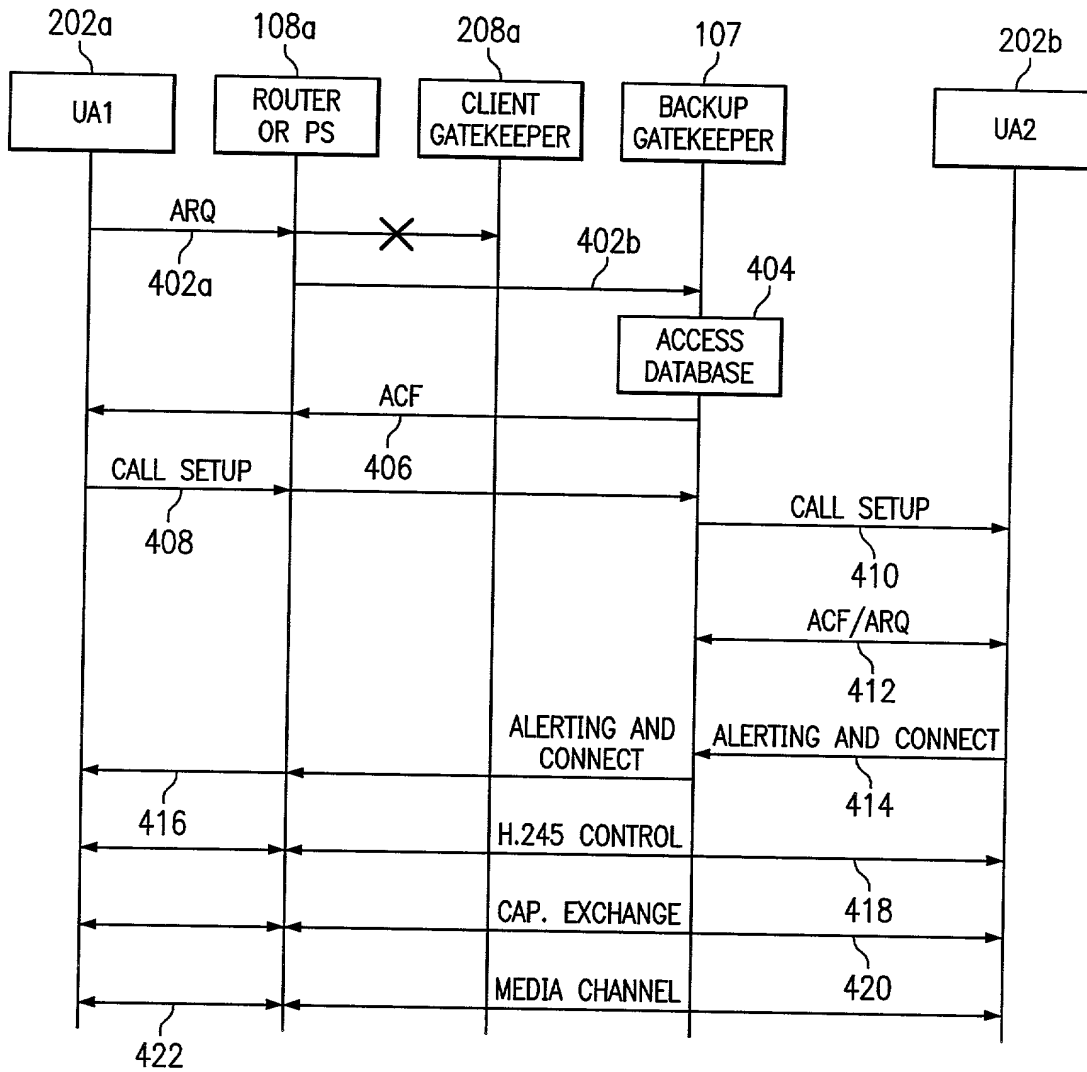 202a
108a
208a
107
202b
UA1
ROUTER
OR PS
CLIENT
GATEKEEPER
BACKUP
GATEKEEPER
UA2
ARQ
402a
402b
404
ACCESS
DATABASE
ACF
406
CALL SETUP
408
CALL SETUP
410
ACF/ARQ
412
ALERTING AND
CONNECT
ALERTING AND CONNECT
414
416
H.245 CONTROL
418
CAP. EXCHANGE
420
MEDIA CHANNEL
422